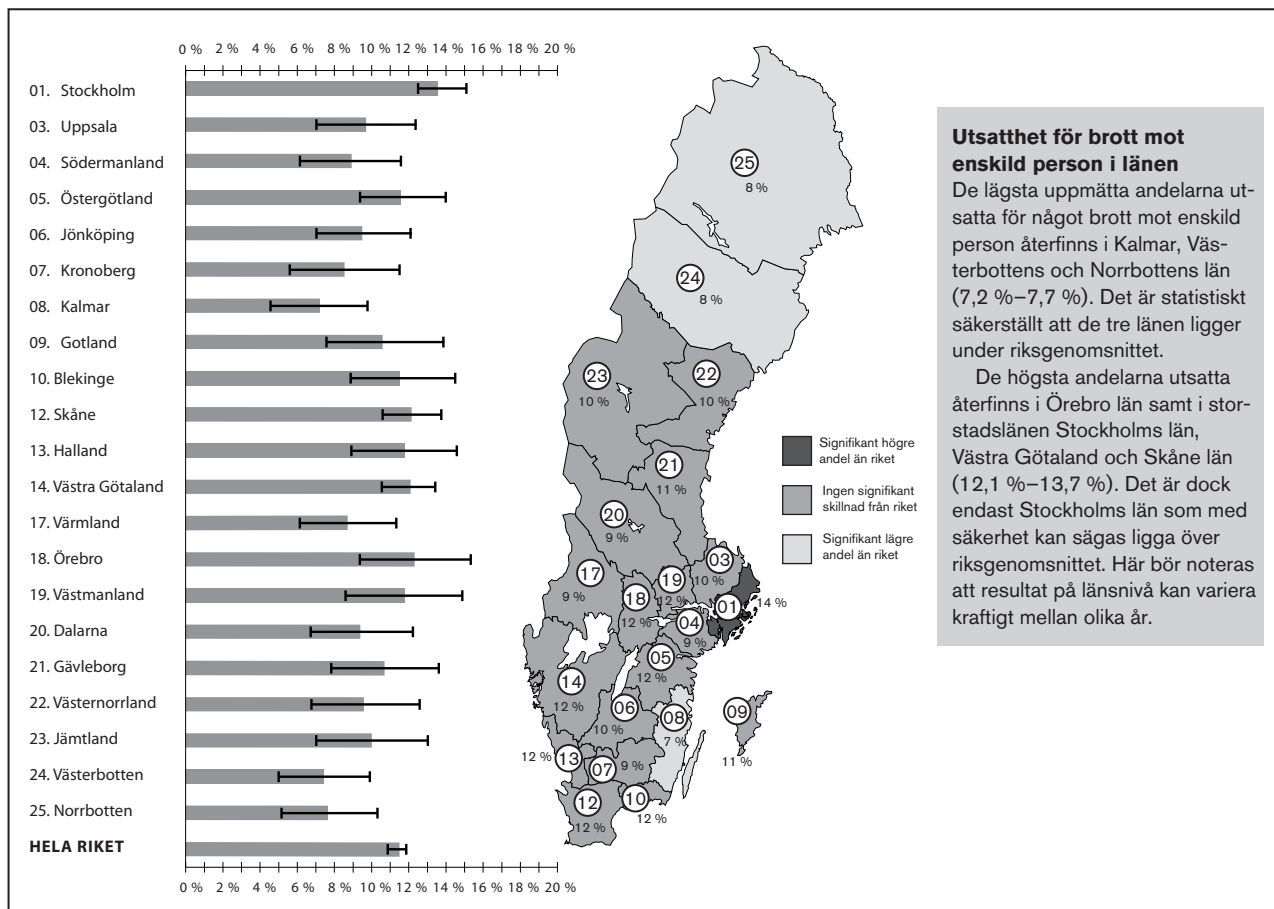 0 % 2 % 4 % 6 % 8 % 10 % 12 % 14 % 16 % 18 % 20 %
01. Stockholm
03. Uppsala
04. Södermanland
05. Östergötland
06. Jönköping
07. Kronoberg
08. Kalmar
09. Gotland
10. Blekinge
12. Skåne
13. Halland
14. Västra Götaland
17. Värmland
18. Örebro
19. Västmanland
20. Dalarna
21. Gävleborg
22. Västernorrland
23. Jämtland
24. Västerbotten
25. Norrbotten
HELA RIKET
0 % 2 % 4 % 6 % 8 % 10 % 12 % 14 % 16 % 18 % 20 %
25
8 %
24
8 %
23
10 %
22
10 %
21
11 %
20
9 %
03
10 %
17
9 %
19
12 %
18
12 %
01
14 %
04
9 %
05
12 %
14
12 %
06
10 %
08
7 %
09
11 %
13
12 %
07
9 %
12
12 %
10
12 %
Signifikant högre
andel än riket
Ingen signifikant
skillnad från riket
Signifikant lägre
andel än riket
Utsatthet för brott mot
enskild person i länen
De lägsta uppmätta andelarna ut-
satta för något brott mot enskild
person återfinns i Kalmar, Väs-
terbottens och Norrbottens län
(7,2 %–7,7 %). Det är statistiskt
säkerställt att de tre länen ligger
under riksgenomsnittet.
De högsta andelarna utsatta
återfinns i Örebro län samt i stor-
stadslänen Stockholms län,
Västra Götaland och Skåne län
(12,1 %–13,7 %). Det är dock
endast Stockholms län som med
säkerhet kan sägas ligga över
riksgenomsnittet. Här bör noteras
att resultat på länsnivå kan variera
kraftigt mellan olika år.